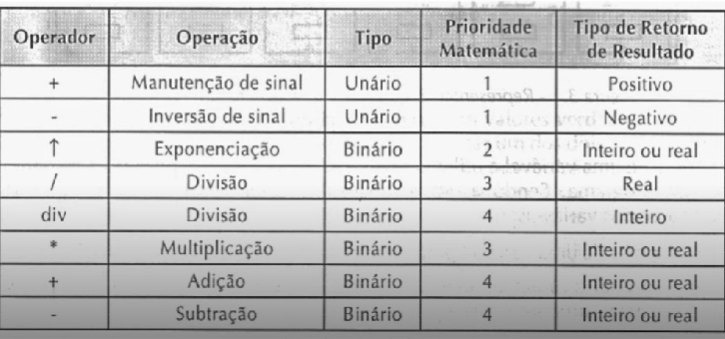 Operador Operação Tipo Prioridade Matemática Tipo de Retorno de Resultado
+ Manutenção de sinal Unário 1 Positivo
- Inversão de sinal Unário 1 Negativo
↑ Exponenciação Binário 2 Inteiro ou real
/ Divisão Binário 3 Real
div Divisão Binário 4 Inteiro
* Multiplicação Binário 3 Inteiro ou real
+ Adição Binário 4 Inteiro ou real
- Subtração Binário 4 Inteiro ou real